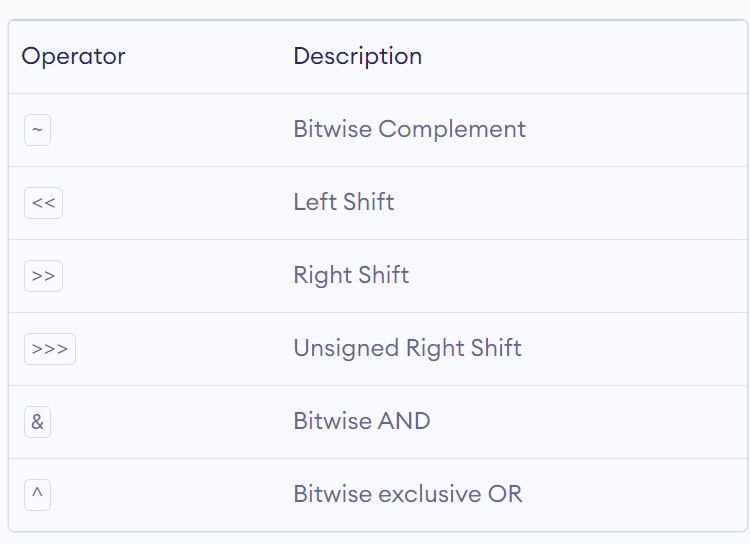 Operator Description
~ Bitwise Complement
<< Left Shift
>> Right Shift
>>> Unsigned Right Shift
& Bitwise AND
^ Bitwise exclusive OR